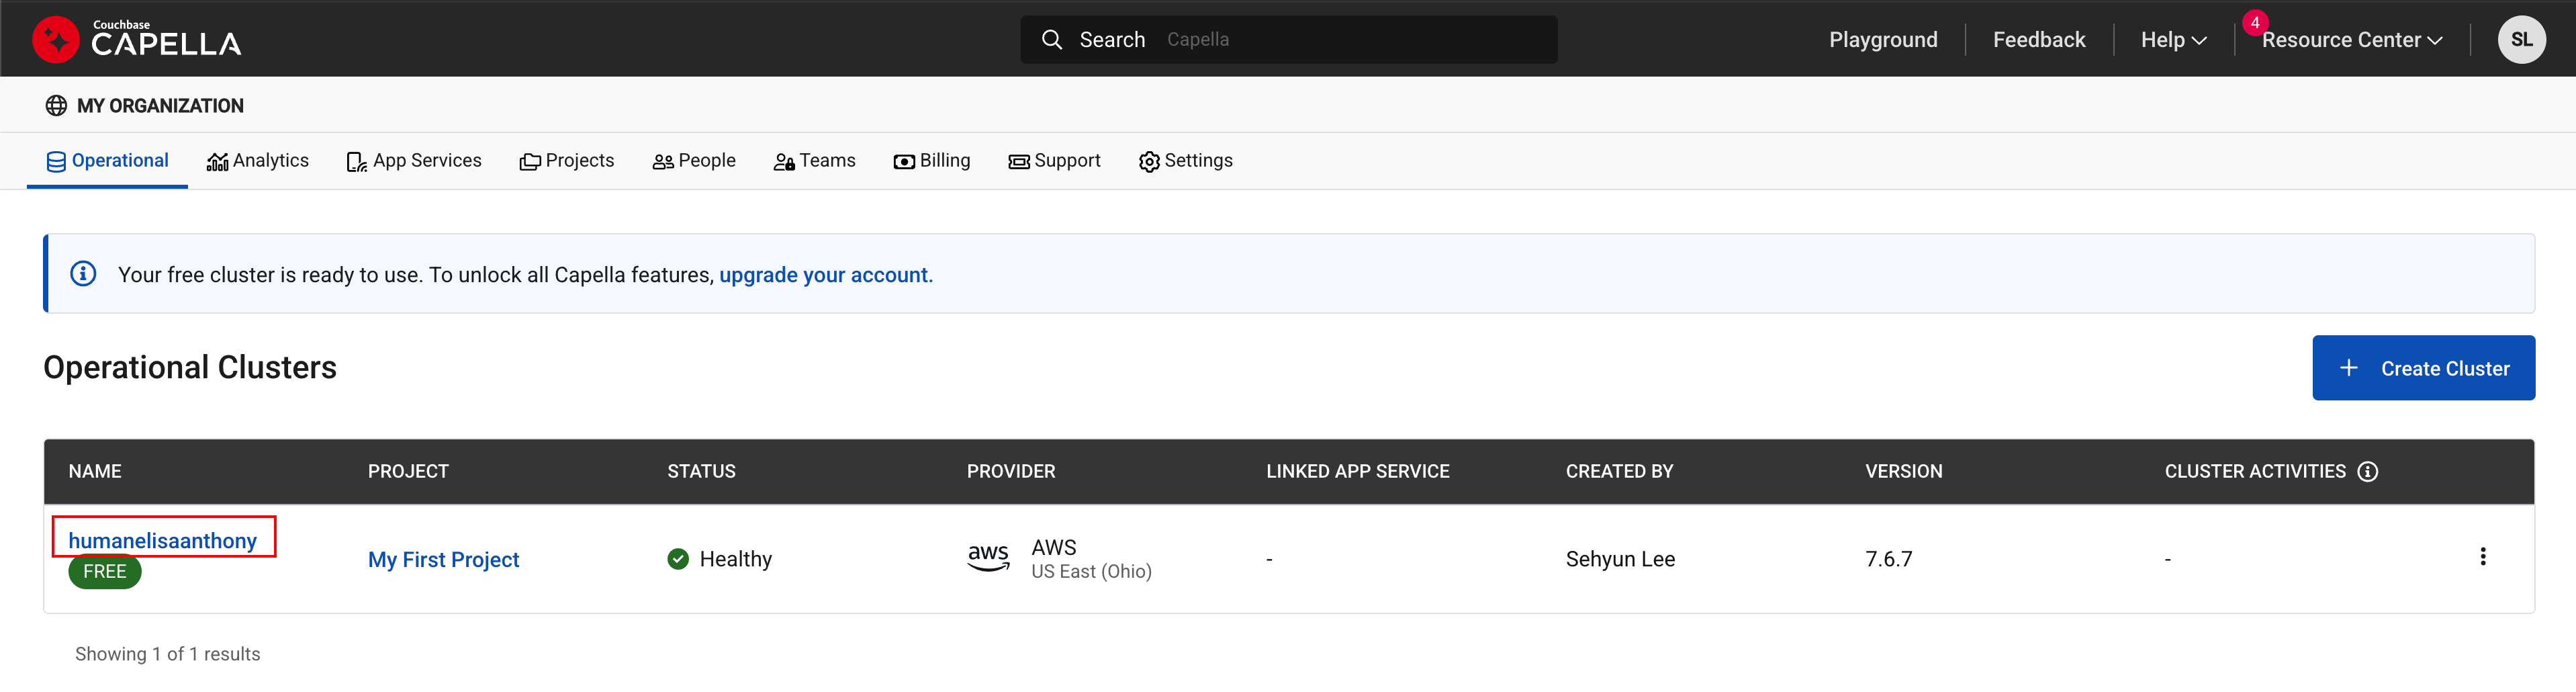 Couchbase
CAPELLA
Search Capella
Playground
Feedback
Help
4
Resource Center
SL
MY ORGANIZATION
Operational
Analytics
App Services
Projects
People
Teams
Billing
Support
Settings
Your free cluster is ready to use. To unlock all Capella features, upgrade your account.
Operational Clusters
+ Create Cluster
NAME PROJECT STATUS PROVIDER LINKED APP SERVICE CREATED BY VERSION CLUSTER ACTIVITIES
humanelisaanthony
FREE
My First Project
Healthy
aws
AWS
US East (Ohio)
-
Sehyun Lee
7.6.7
-
Showing 1 of 1 results